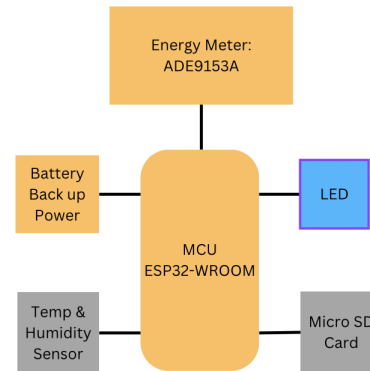 Energy Meter:
ADE9153A
Battery
Back up
Power
LED
MCU
ESP32-WROOM
Temp &
Humidity
Sensor
Micro SD
Card